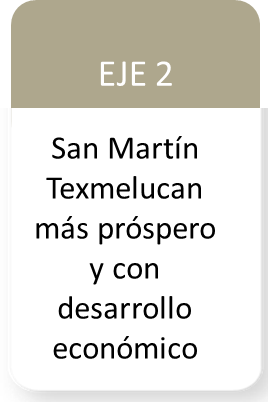 EJE 2
San Martín
Texmelucan
más próspero
y con
desarrollo
económico